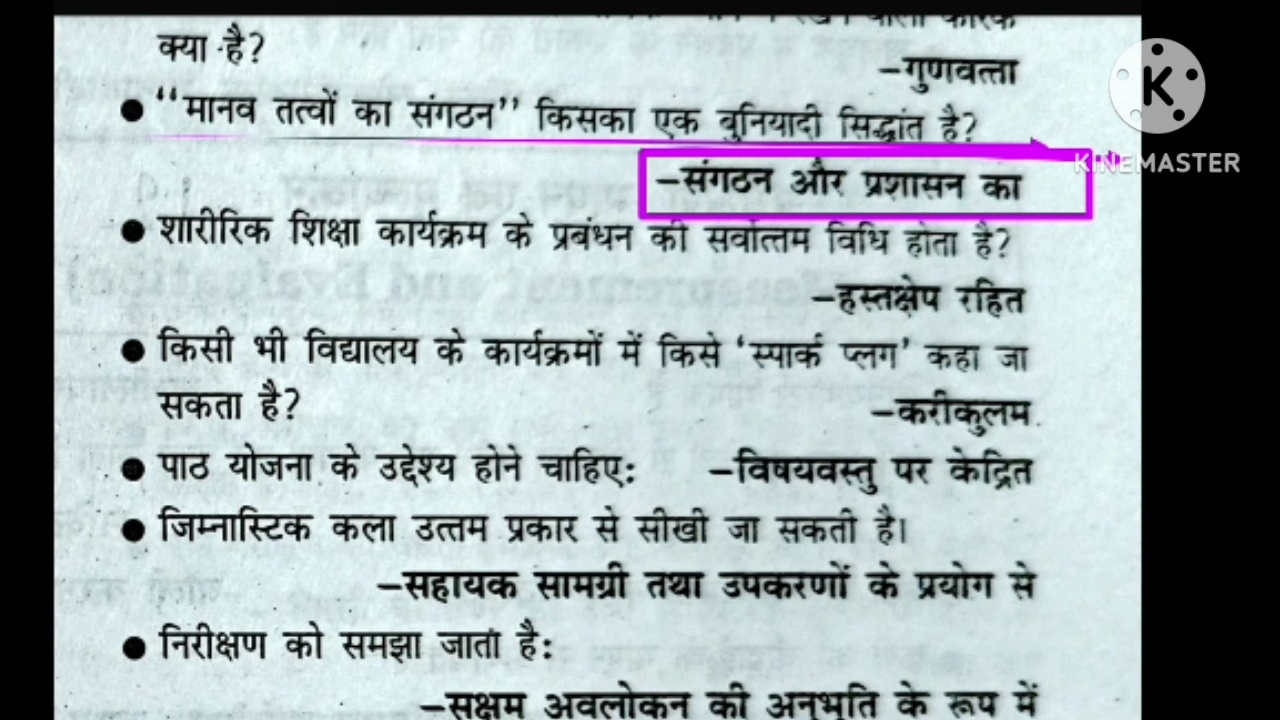 कारक
क्या है?
–गुणवत्ता
● “मानव तत्वों का संगठन” किसका एक बुनियादी सिद्धांत है?
–संगठन और प्रशासन का
● शारीरिक शिक्षा कार्यक्रम के प्रबंधन की सर्वोत्तम विधि होता है?
–हस्तक्षेप रहित
● किसी भी विद्यालय के कार्यक्रमों में किसे ‘स्पार्क प्लग’ कहा जा
सकता है? –करीकुलम
● पाठ योजना के उद्देश्य होने चाहिए: –विषयवस्तु पर केंद्रित
● जिम्नास्टिक कला उत्तम प्रकार से सीखी जा सकती है।
–सहायक सामग्री तथा उपकरणों के प्रयोग से
● निरीक्षण को समझा जाता है:
–सक्षम अवलोकन की अनुभूति के रूप में
K
KINEMASTER